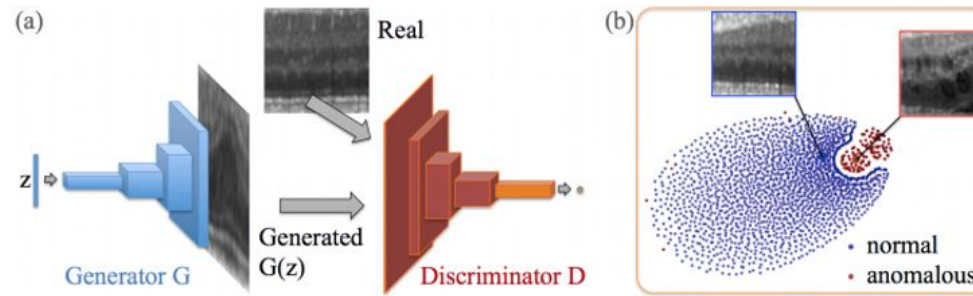 (a)
Real
z
Generated
G(z)
Generator G
Discriminator D
(b)
normal
anomalous